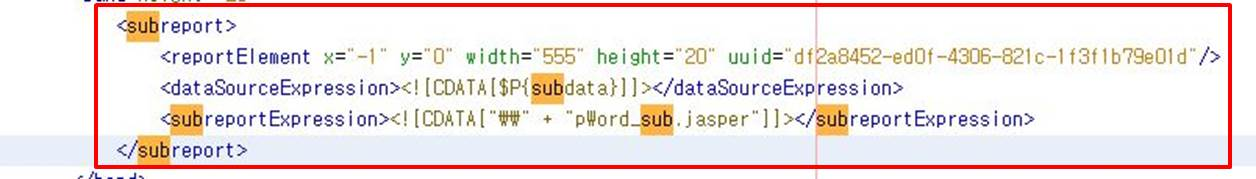 <subreport>
<reportElement x="-1" y="0" width="555" height="20" uuid="df2a8452-ed0f-4306-821c-1f3f1b79e01d"/>
<dataSourceExpression><![CDATA[$P{subdata}]]></dataSourceExpression>
<subreportExpression><![CDATA["₩₩" + "p₩ord_sub.jasper"]]></subreportExpression>
</subreport>